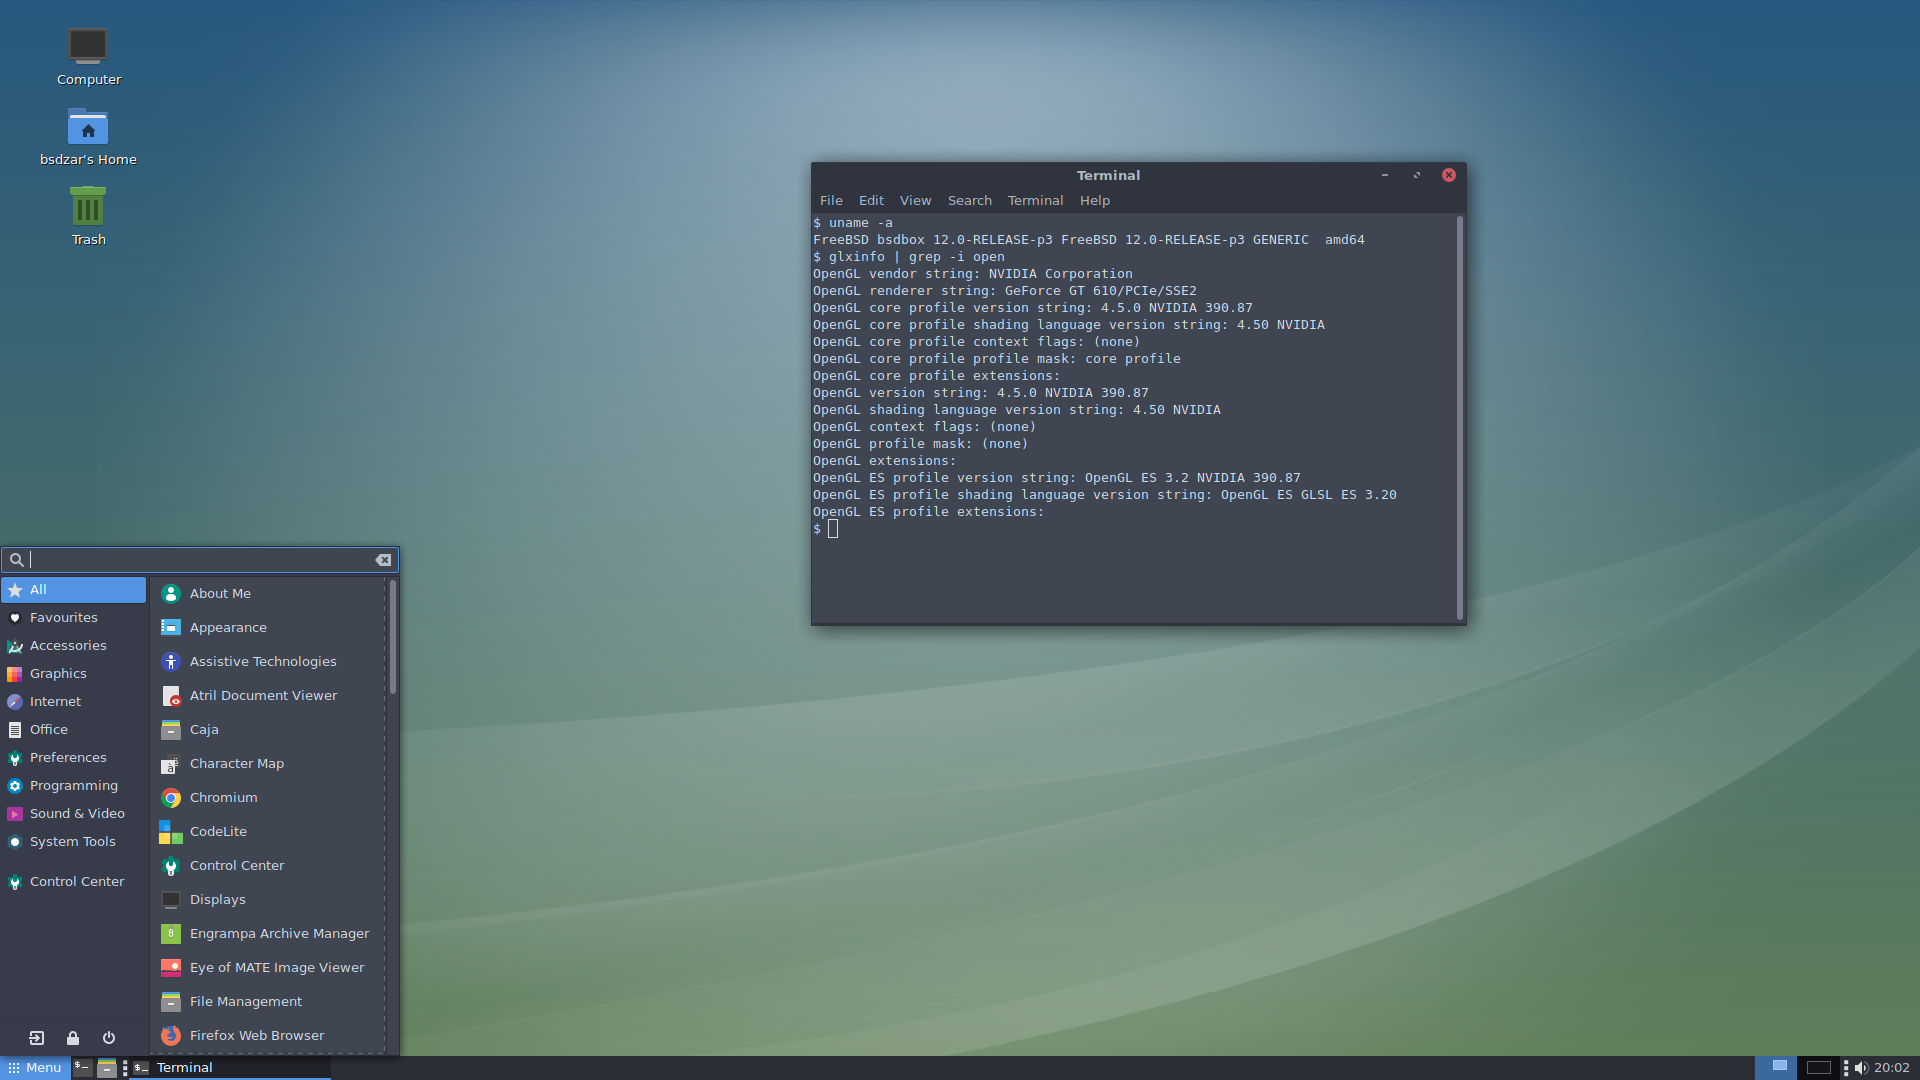 Computer
bsdzar's Home
Trash
Terminal
File Edit View Search Terminal Help
$ uname -a
FreeBSD bsdbox 12.0-RELEASE-p3 FreeBSD 12.0-RELEASE-p3 GENERIC  amd64
$ glxinfo | grep -i open
OpenGL vendor string: NVIDIA Corporation
OpenGL renderer string: GeForce GT 610/PCIe/SSE2
OpenGL core profile version string: 4.5.0 NVIDIA 390.87
OpenGL core profile shading language version string: 4.50 NVIDIA
OpenGL core profile context flags: (none)
OpenGL core profile profile mask: core profile
OpenGL core profile extensions:
OpenGL version string: 4.5.0 NVIDIA 390.87
OpenGL shading language version string: 4.50 NVIDIA
OpenGL context flags: (none)
OpenGL profile mask: (none)
OpenGL extensions:
OpenGL ES profile version string: OpenGL ES 3.2 NVIDIA 390.87
OpenGL ES profile shading language version string: OpenGL ES GLSL ES 3.20
OpenGL ES profile extensions:
$
All
Favourites
Accessories
Graphics
Internet
Office
Preferences
Programming
Sound & Video
System Tools
Control Center
About Me
Appearance
Assistive Technologies
Atril Document Viewer
Caja
Character Map
Chromium
CodeLite
Control Center
Displays
Engrampa Archive Manager
Eye of MATE Image Viewer
File Management
Firefox Web Browser
Menu
Terminal
20:02